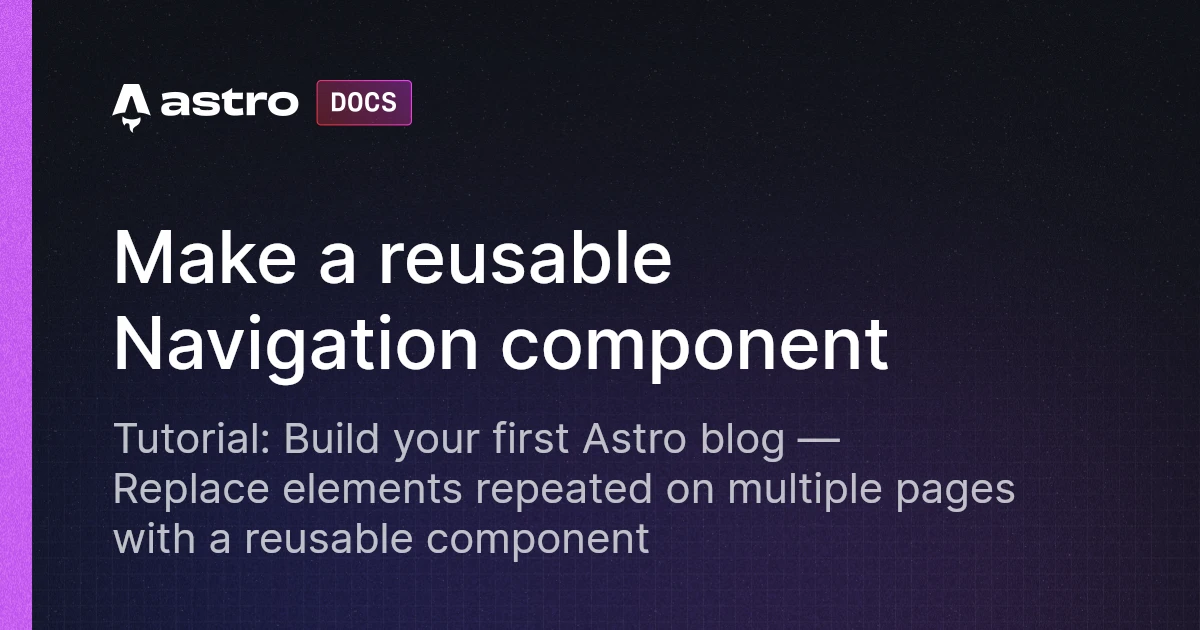 astro DOCS
Make a reusable
Navigation component
Tutorial: Build your first Astro blog —
Replace elements repeated on multiple pages
with a reusable component